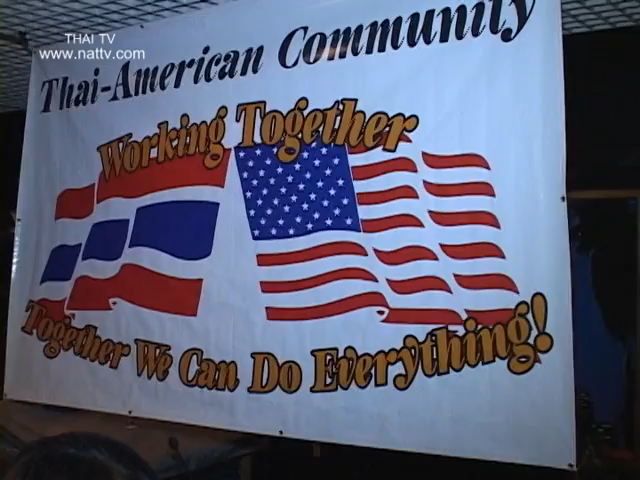 THAI TV
www.nattv.com
Thai-American Community
Working Together
Together We Can Do Everything!